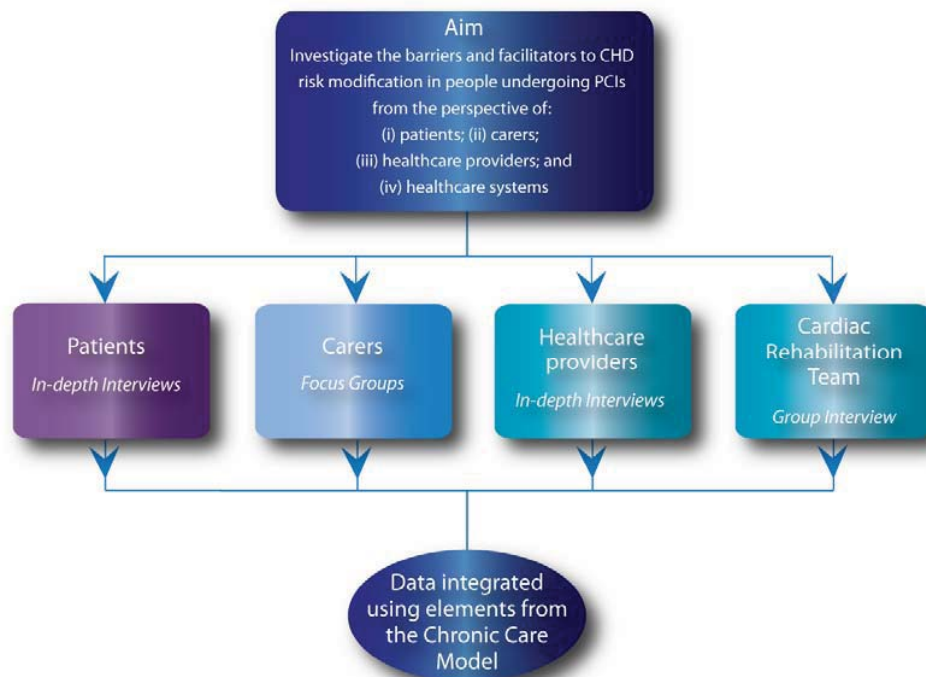 Aim
Investigate the barriers and facilitators to CHD
risk modification in people undergoing PCIs
from the perspective of:
(i) patients; (ii) carers;
(iii) healthcare providers; and
(iv) healthcare systems
Patients
In-depth Interviews
Carers
Focus Groups
Healthcare
providers
In-depth Interviews
Cardiac
Rehabilitation
Team
Group Interview
Data integrated
using elements from
the Chronic Care
Model